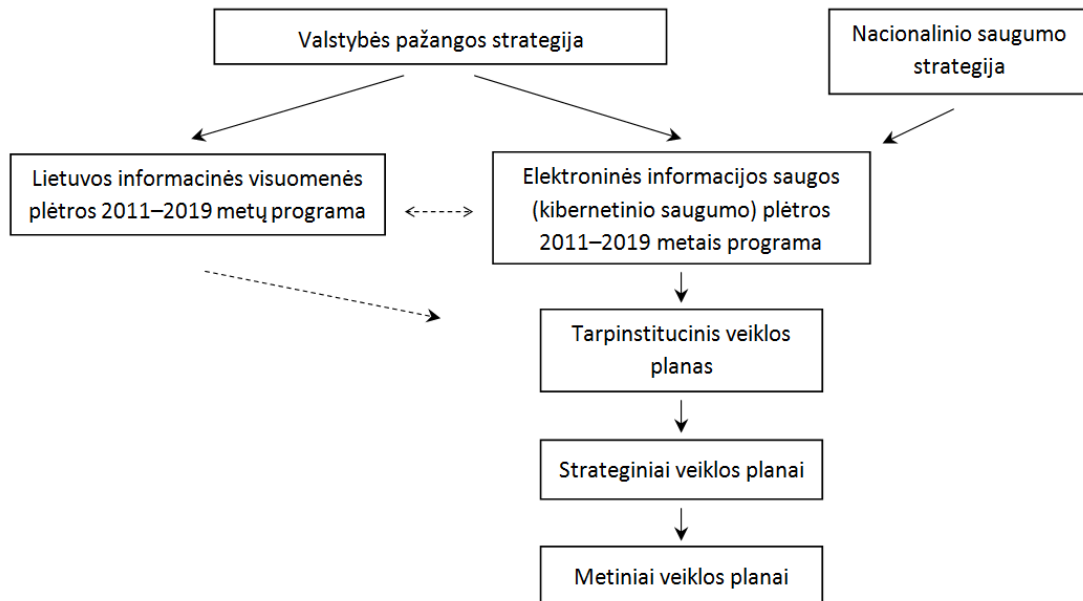 Valstybės pažangos strategija
Nacionalinio saugumo
strategija
Lietuvos informacinės visuomenės
plėtros 2011–2019 metų programa
Elektroninės informacijos saugos
(kibernetinio saugumo) plėtros
2011–2019 metais programa
Tarpinstitucinis veiklos
planas
Strateginiai veiklos planai
Metiniai veiklos planai